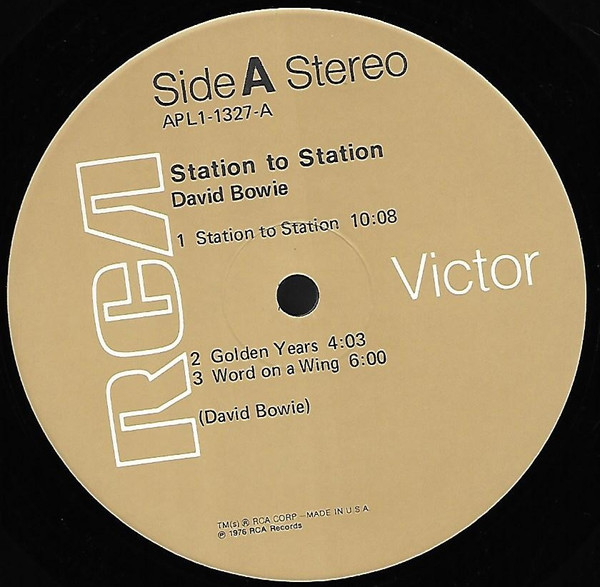 Side A Stereo
APL1-1327-A
Station to Station
David Bowie
1 Station to Station 10:08
RCA
Victor
2 Golden Years 4:03
3 Word on a Wing 6:00
(David Bowie)
TM(s) ® RCA CORP – MADE IN U.S.A.
℗ 1976 RCA Records